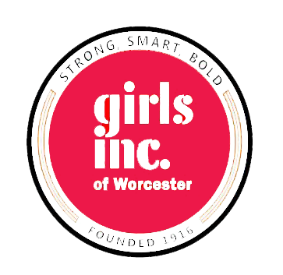 STRONG, SMART, BOLD
girls
inc.
of Worcester
FOUNDED 1916